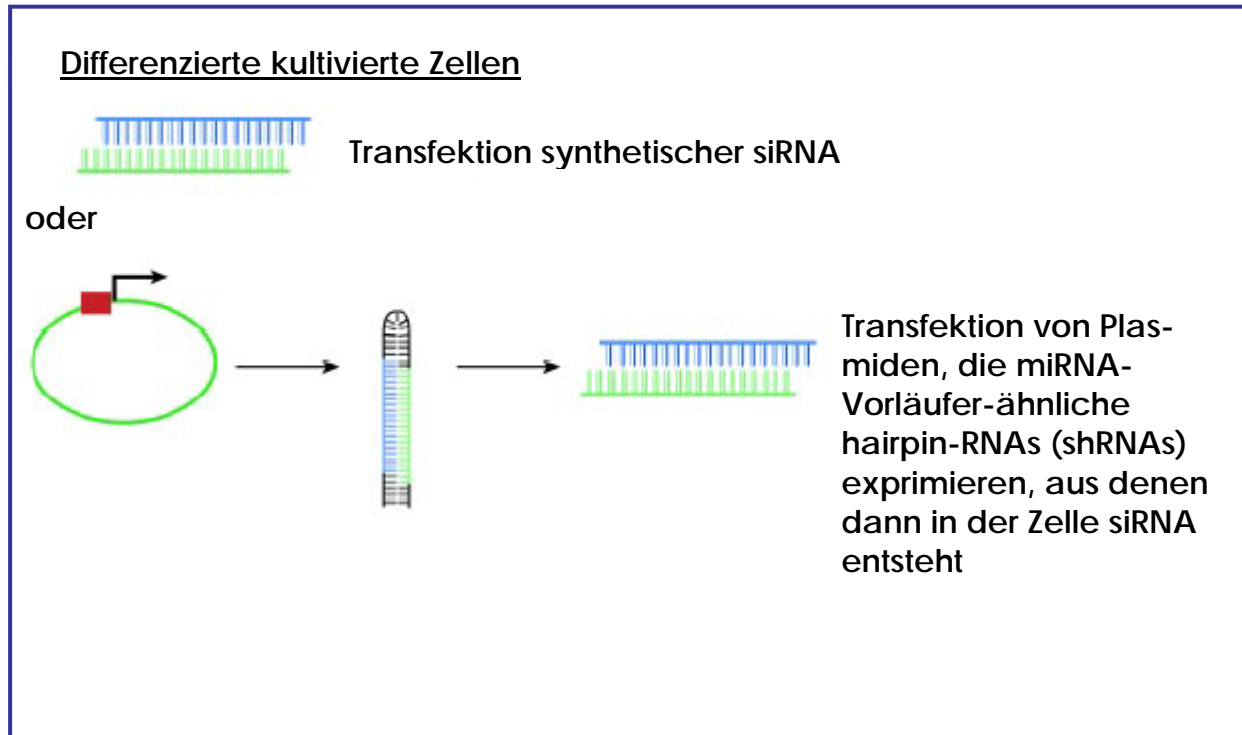 Differenzierte kultivierte Zellen
Transfektion synthetischer siRNA
oder
Transfektion von Plas-
miden, die miRNA-
Vorläufer-ähnliche
hairpin-RNAs (shRNAs)
exprimieren, aus denen
dann in der Zelle siRNA
entsteht